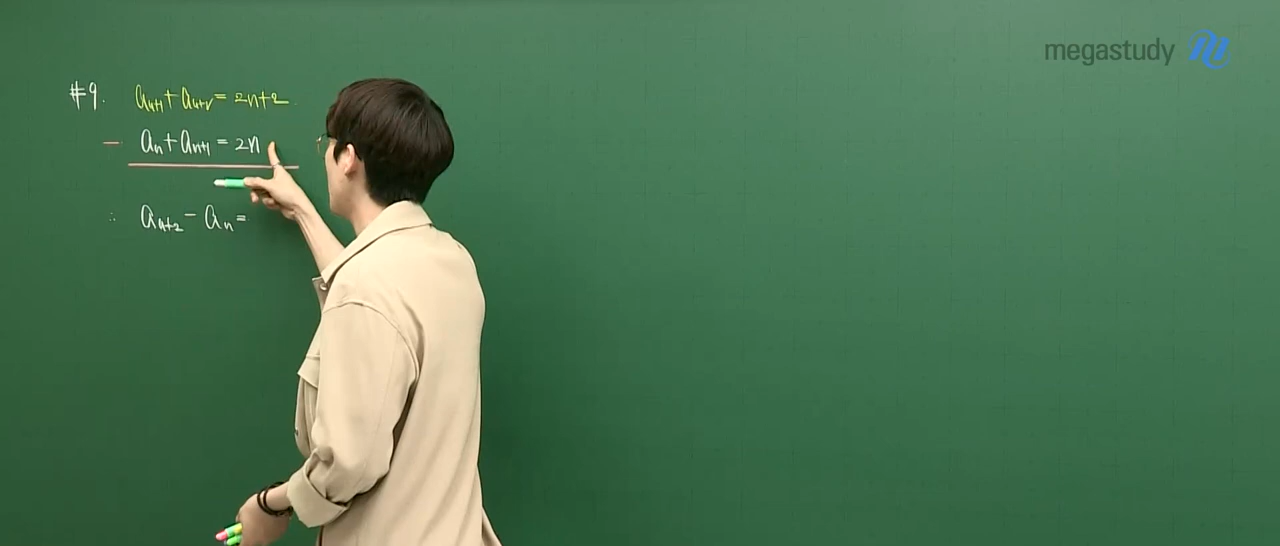 megastudy
#9. aₙ₊₁ + aₙ₊₂ = 2n+2
− aₙ + aₙ₊₁ = 2n
∴ aₙ₊₂ − aₙ =